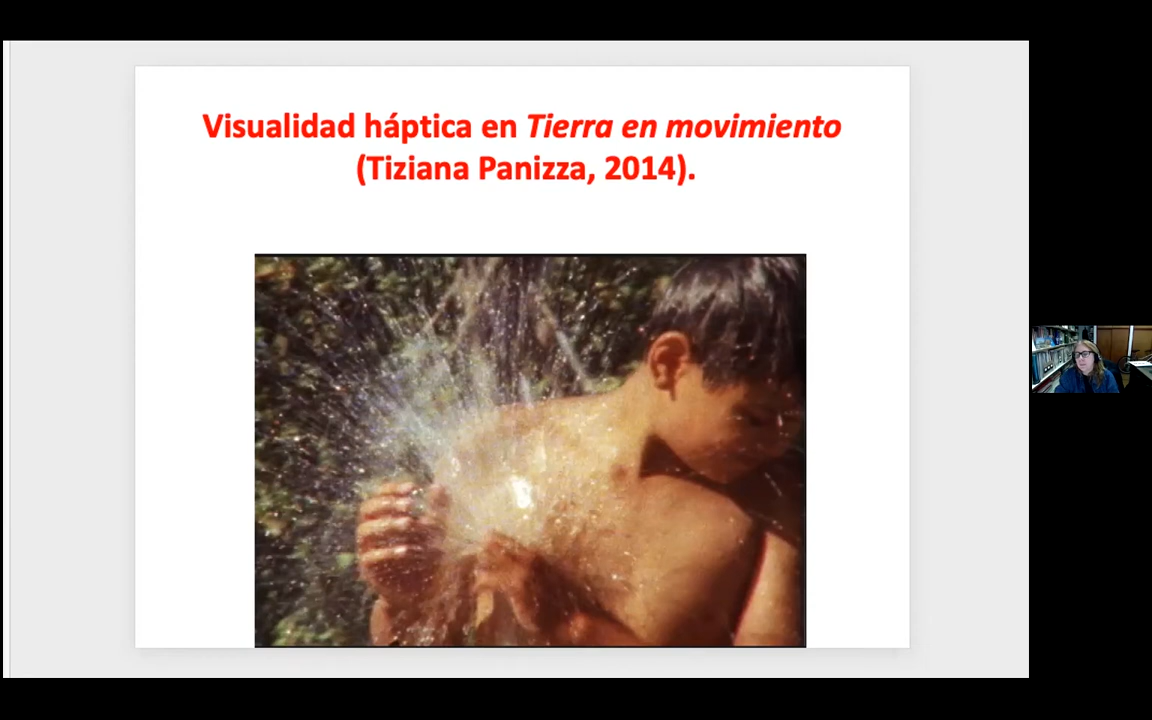 Visualidad háptica en Tierra en movimiento
(Tiziana Panizza, 2014).